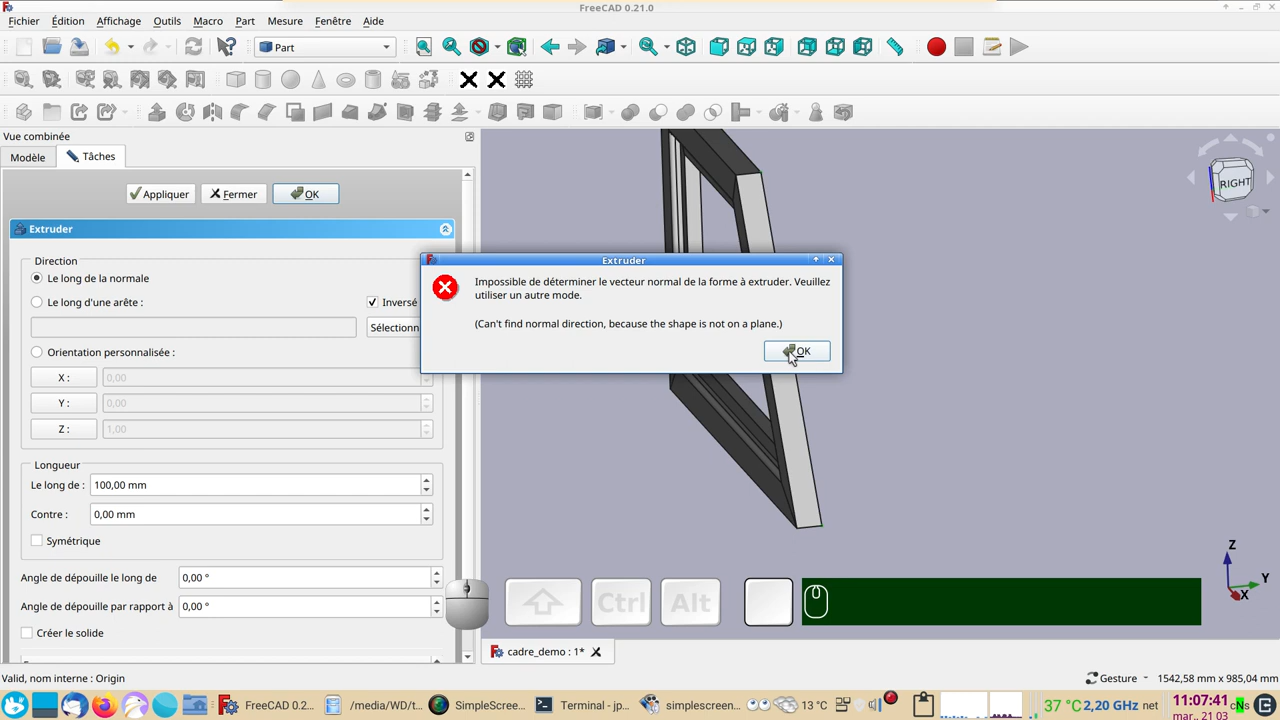 FreeCAD 0.21.0
Fichier Édition Affichage Outils Macro Part Mesure Fenêtre Aide
Part
Vue combinée
Modèle Tâches
Appliquer Fermer OK
Extruder
Direction
Le long de la normale
Le long d'une arête : Inversé
Sélectionn
Orientation personnalisée :
X : 0,00
Y : 0,00
Z : 1,00
Longueur
Le long de : 100,00 mm
Contre : 0,00 mm
Symétrique
Angle de dépouille le long de 0,00 °
Angle de dépouille par rapport à 0,00 °
Créer le solide
RIGHT
Extruder
Impossible de déterminer le vecteur normal de la forme à extruder. Veuillez
utiliser un autre mode.
(Can't find normal direction, because the shape is not on a plane.)
OK
Z
Y
X
Ctrl Alt
cadre_demo : 1*
Valid, nom interne : Origin Gesture 1542,58 mm x 985,04 mm
FreeCAD 0.2... /media/WD/t... SimpleScree... Terminal - jp... simplescreen... 13 °C 37 °C 2,20 GHz net 11:07:41
mar.. 21 03